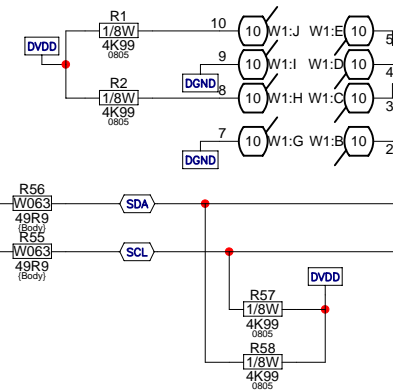 R1
10 10 W1:J W1:E 10 5
1/8W
DVDD
4K99
0805
9 10 W1:I W1:D 10 4
R2
DGND
1/8W 8 10 W1:H W1:C 10 3
4K99
0805
7 10 W1:G W1:B 10 2
DGND
R56
W063 SDA
49R9
{Body}
R55
W063 SCL
49R9
{Body}
DVDD
R57
1/8W
4K99
0805
R58
1/8W
4K99
0805